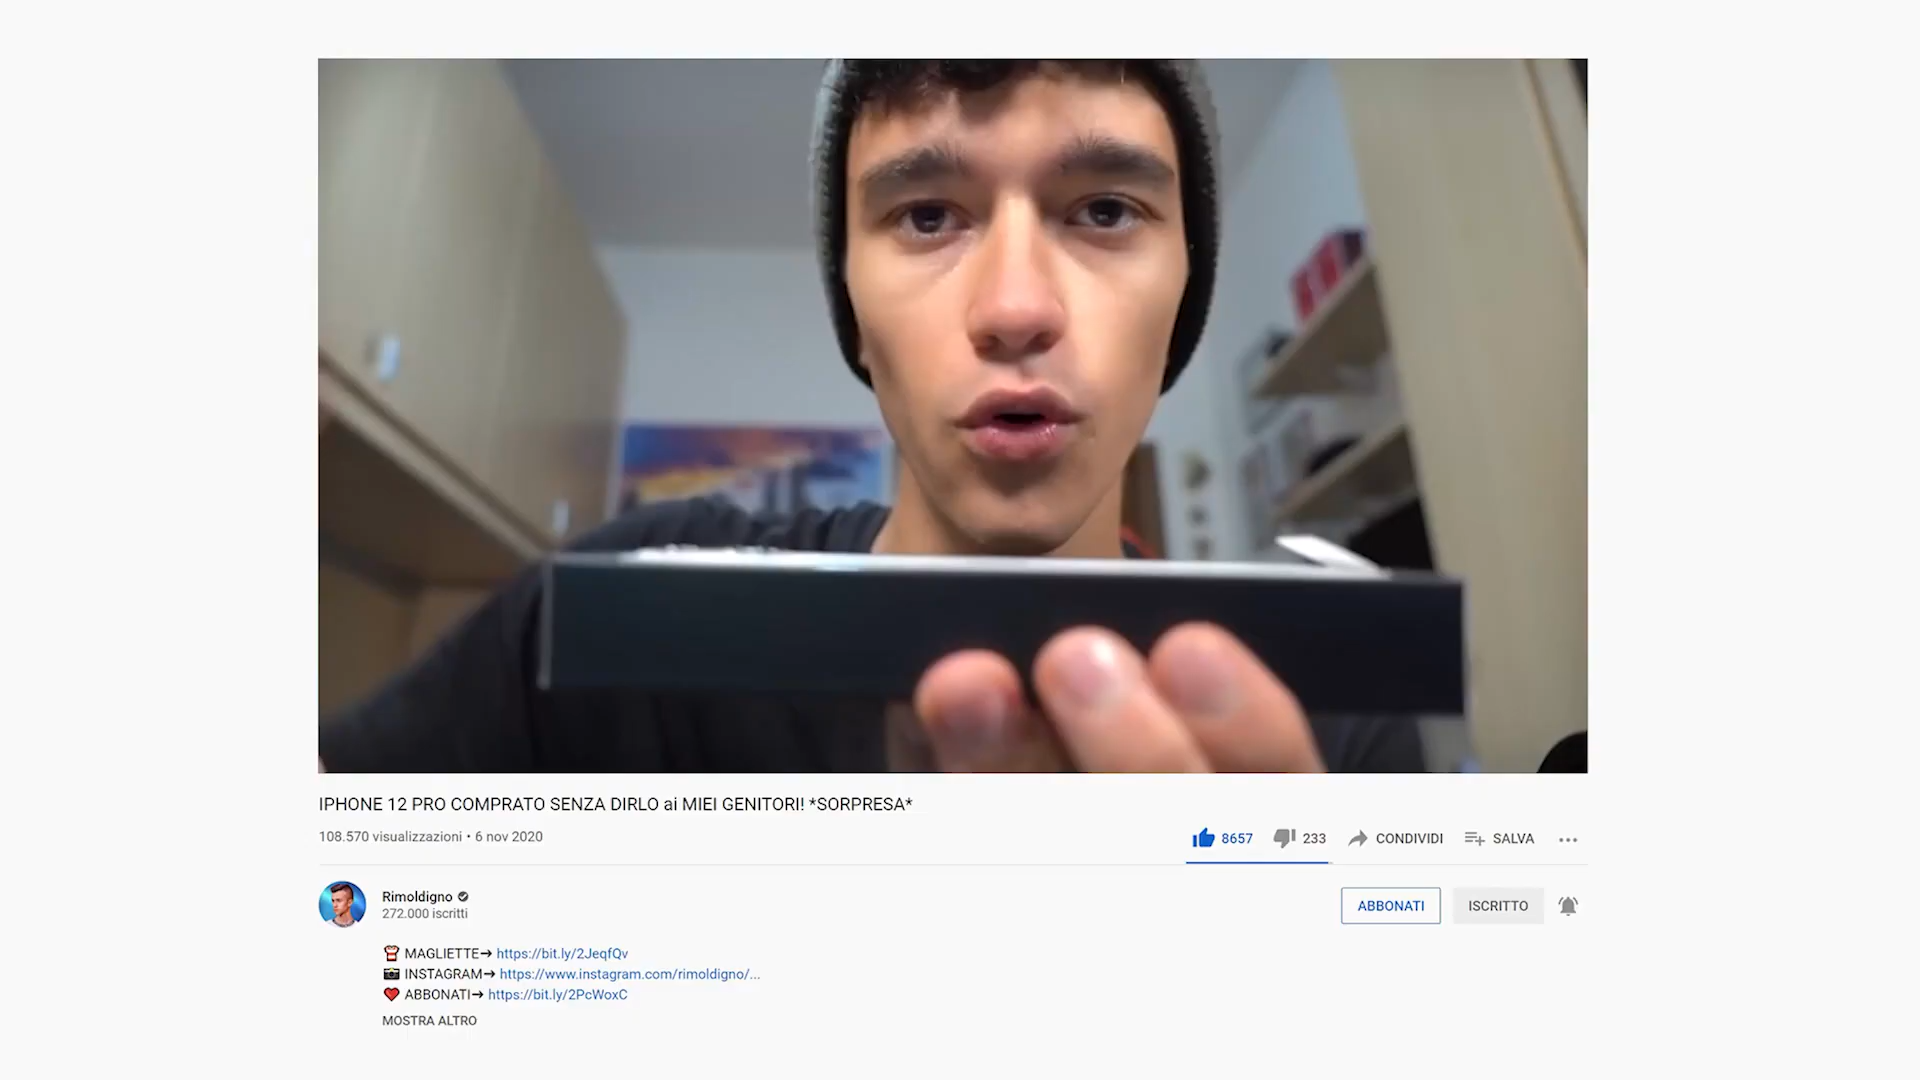 IPHONE 12 PRO COMPRATO SENZA DIRLO ai MIEI GENITORI! *SORPRESA*
108.570 visualizzazioni • 6 nov 2020
8657 233 CONDIVIDI SALVA
Rimoldigno
272.000 iscritti
ABBONATI ISCRITTO
MAGLIETTE➔ https://bit.ly/2JeqfQv
INSTAGRAM➔ https://www.instagram.com/rimoldigno/...
ABBONATI➔ https://bit.ly/2PcWoxC
MOSTRA ALTRO